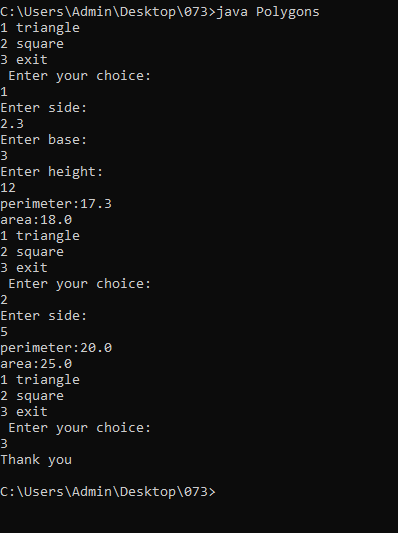 C:\Users\Admin\Desktop\073>java Polygons
1 triangle
2 square
3 exit
 Enter your choice:
1
Enter side:
2.3
Enter base:
3
Enter height:
12
perimeter:17.3
area:18.0
1 triangle
2 square
3 exit
 Enter your choice:
2
Enter side:
5
perimeter:20.0
area:25.0
1 triangle
2 square
3 exit
 Enter your choice:
3
Thank you
C:\Users\Admin\Desktop\073>